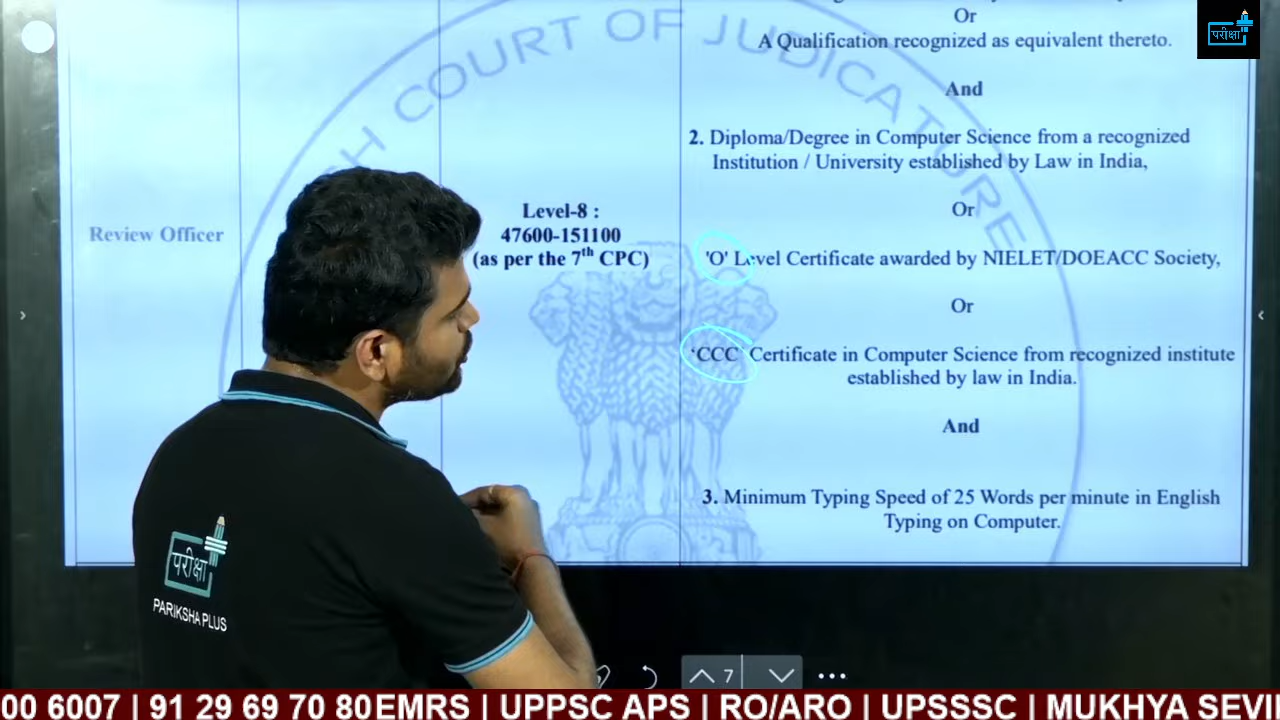 Or
A Qualification recognized as equivalent thereto.
And
2. Diploma/Degree in Computer Science from a recognized
Institution / University established by Law in India,
Or
'O' Level Certificate awarded by NIELET/DOEACC Society,
Or
'CCC' Certificate in Computer Science from recognized institute
established by law in India.
And
3. Minimum Typing Speed of 25 Words per minute in English
Typing on Computer.
Level-8 :
47600-151100
(as per the 7th CPC)
Review Officer
COURT OF JUDICATURE
परीक्षा
परीक्षा
PARIKSHA PLUS
7
00 6007 | 91 29 69 70 80 EMRS | UPPSC APS | RO/ARO | UPSSSC | MUKHYA SEVI